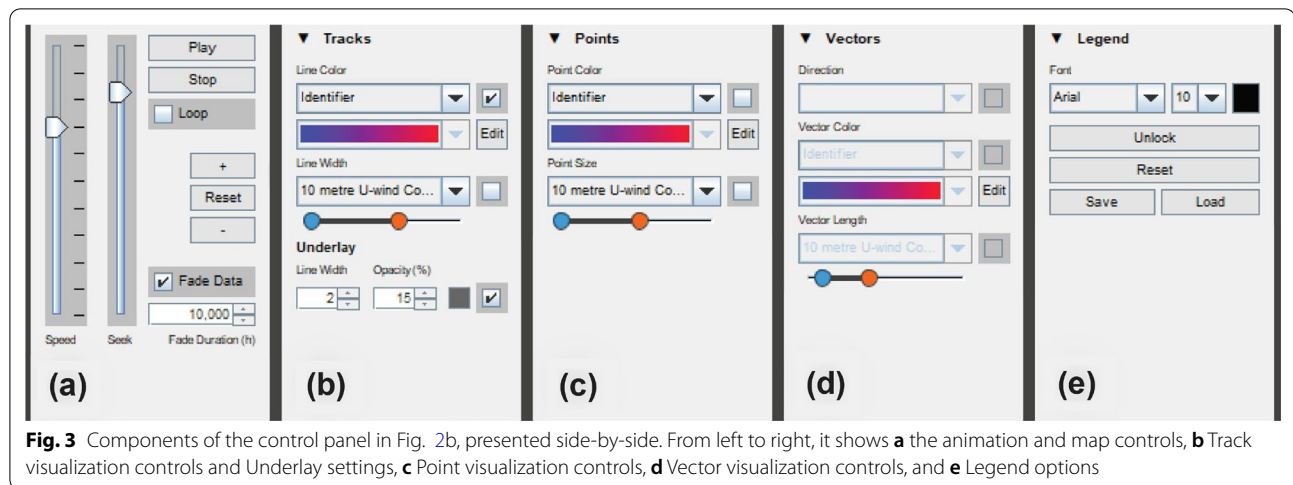 Play
Stop
Loop
+
Reset
-
Fade Data
10,000
Speed Seek Fade Duration (h)
(a)
▼ Tracks
Line Color
Identifier
Edit
Line Width
10 metre U-wind Co...
Underlay
Line Width Opacity (%)
2 15
(b)
▼ Points
Point Color
Identifier
Edit
Point Size
10 metre U-wind Co...
(c)
▼ Vectors
Direction
Vector Color
Identifier
Edit
Vector Length
10 metre U-wind Co...
(d)
▼ Legend
Font
Arial 10
Unlock
Reset
Save Load
(e)
Fig. 3 Components of the control panel in Fig. 2b, presented side-by-side. From left to right, it shows a the animation and map controls, b Track
visualization controls and Underlay settings, c Point visualization controls, d Vector visualization controls, and e Legend options